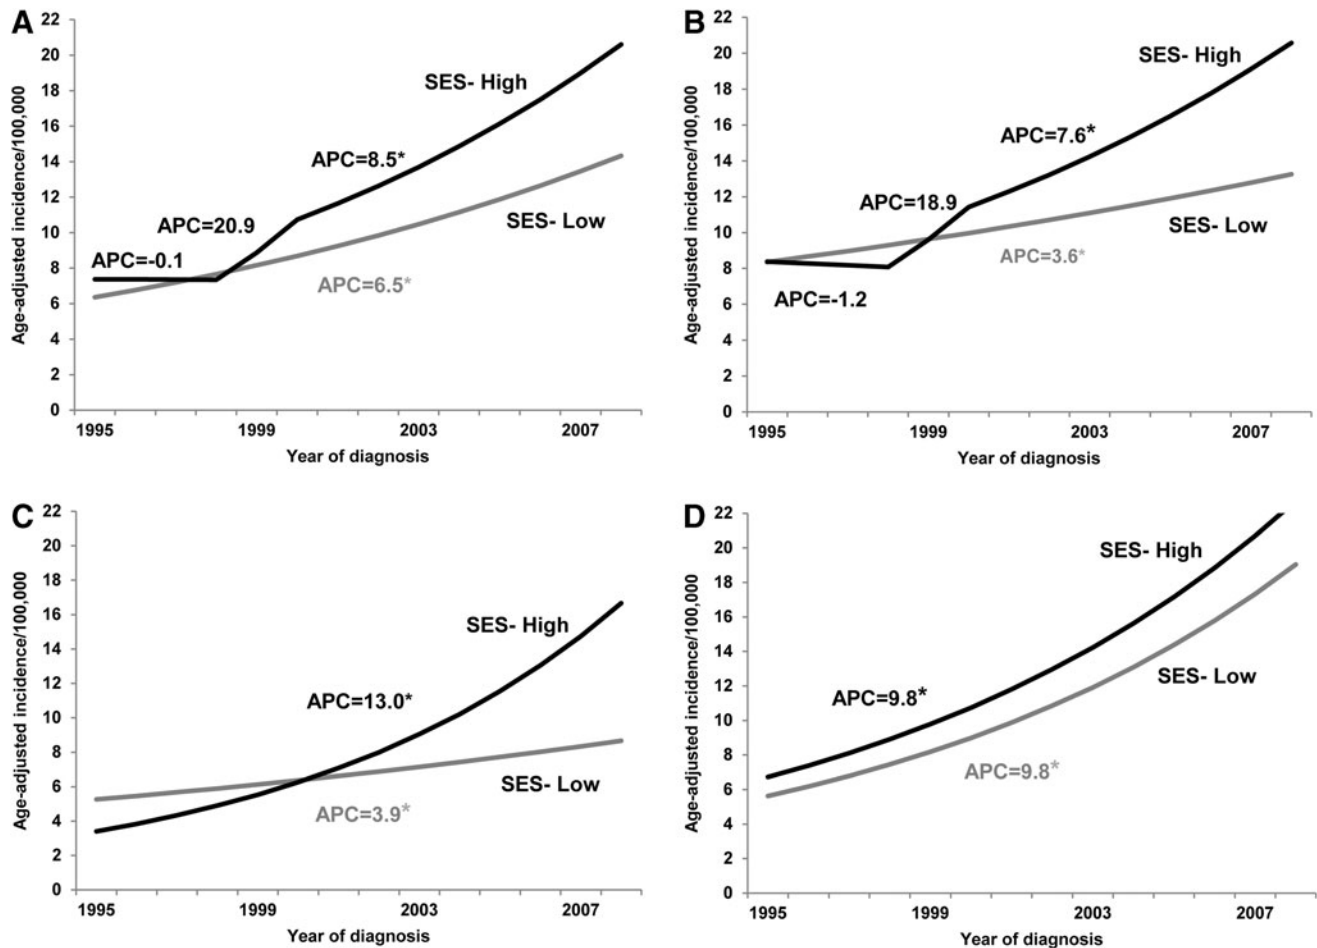 A
Age-adjusted incidence/100,000
22
20
18
16
14
12
10
8
6
4
2
0
SES- High
APC=8.5*
APC=20.9
SES- Low
APC=-0.1
APC=6.5*
1995 1999 2003 2007
Year of diagnosis
B
Age-adjusted incidence/100,000
22
20
18
16
14
12
10
8
6
4
2
0
SES- High
APC=7.6*
APC=18.9
SES- Low
APC=3.6*
APC=-1.2
1995 1999 2003 2007
Year of diagnosis
C
Age-adjusted incidence/100,000
22
20
18
16
14
12
10
8
6
4
2
0
SES- High
APC=13.0*
SES- Low
APC=3.9*
1995 1999 2003 2007
Year of diagnosis
D
Age-adjusted incidence/100,000
22
20
18
16
14
12
10
8
6
4
2
0
SES- High
APC=9.8*
SES- Low
APC=9.8*
1995 1999 2003 2007
Year of diagnosis